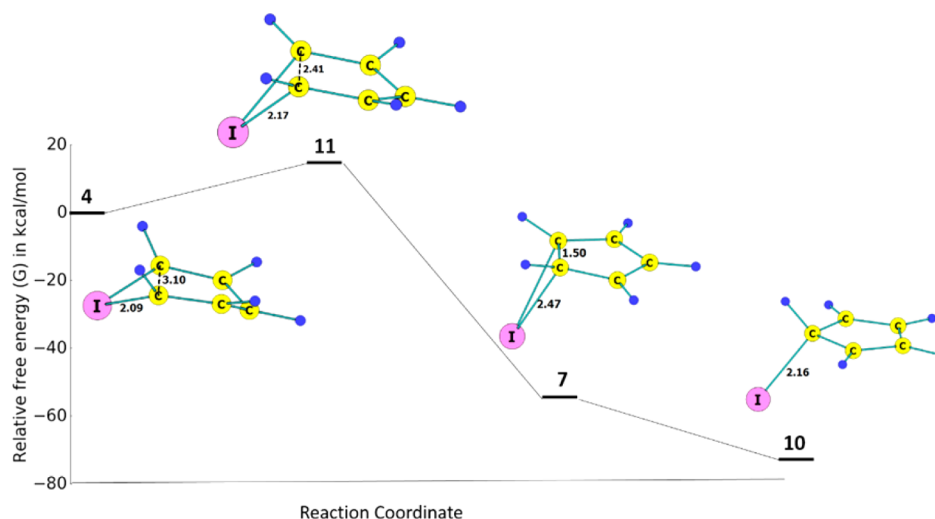 C
C
2.41
C
C
C
C
2.17
I
20
11
4
0
C
3.10
C
C
C
C
I
2.09
−20
−40
−60
−80
C
C
1.50
C
C
C
2.47
I
7
C
C
C
C
C
2.16
I
10
Relative free energy (G) in kcal/mol
Reaction Coordinate